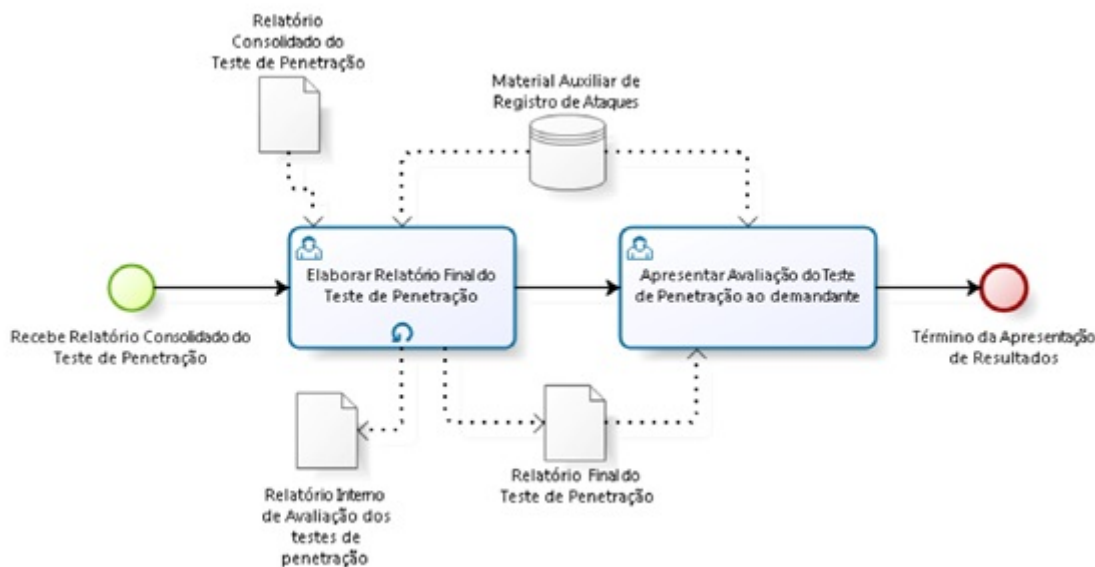 Relatório
Consolidado do
Teste de Penetração
Material Auxiliar de
Registro de Ataques
Elaborar Relatório Final do
Teste de Penetração
Apresentar Avaliação do Teste
de Penetração ao demandante
Recebe Relatório Consolidado do
Teste de Penetração
Término da Apresentação
de Resultados
Relatório Interno
de Avaliação dos
testes de
penetração
Relatório Final do
Teste de Penetração